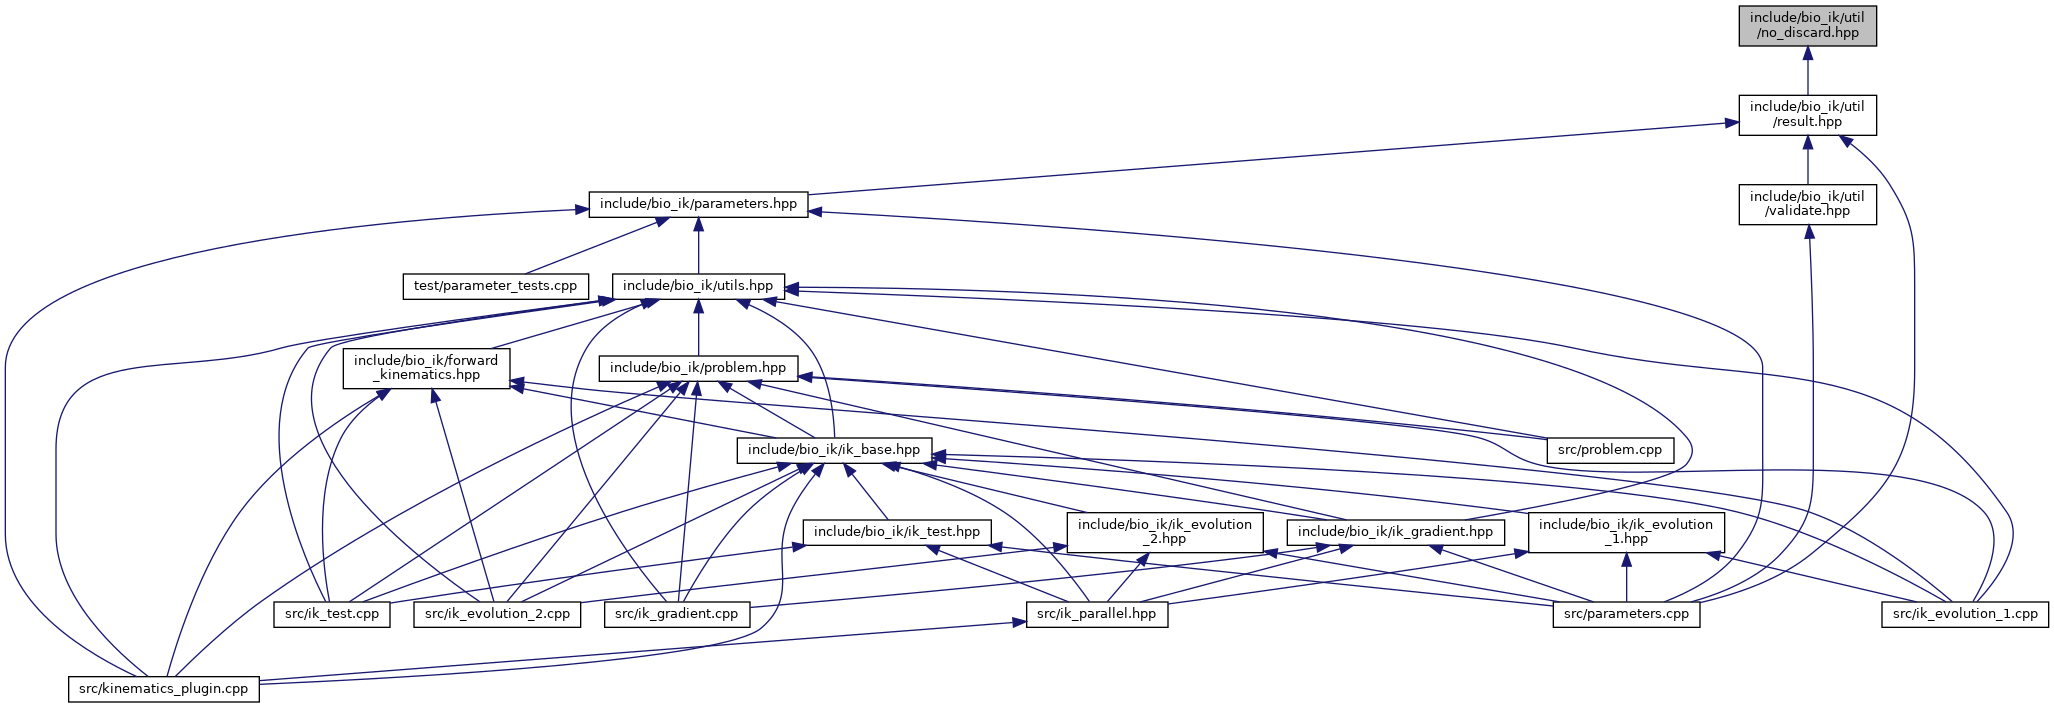 include/bio_ik/util
/no_discard.hpp
include/bio_ik/util
/result.hpp
include/bio_ik/parameters.hpp
include/bio_ik/util
/validate.hpp
test/parameter_tests.cpp
include/bio_ik/utils.hpp
include/bio_ik/forward
_kinematics.hpp
include/bio_ik/problem.hpp
include/bio_ik/ik_base.hpp
src/problem.cpp
include/bio_ik/ik_test.hpp
include/bio_ik/ik_evolution
_2.hpp
include/bio_ik/ik_gradient.hpp
include/bio_ik/ik_evolution
_1.hpp
src/ik_test.cpp
src/ik_evolution_2.cpp
src/ik_gradient.cpp
src/ik_parallel.hpp
src/parameters.cpp
src/ik_evolution_1.cpp
src/kinematics_plugin.cpp